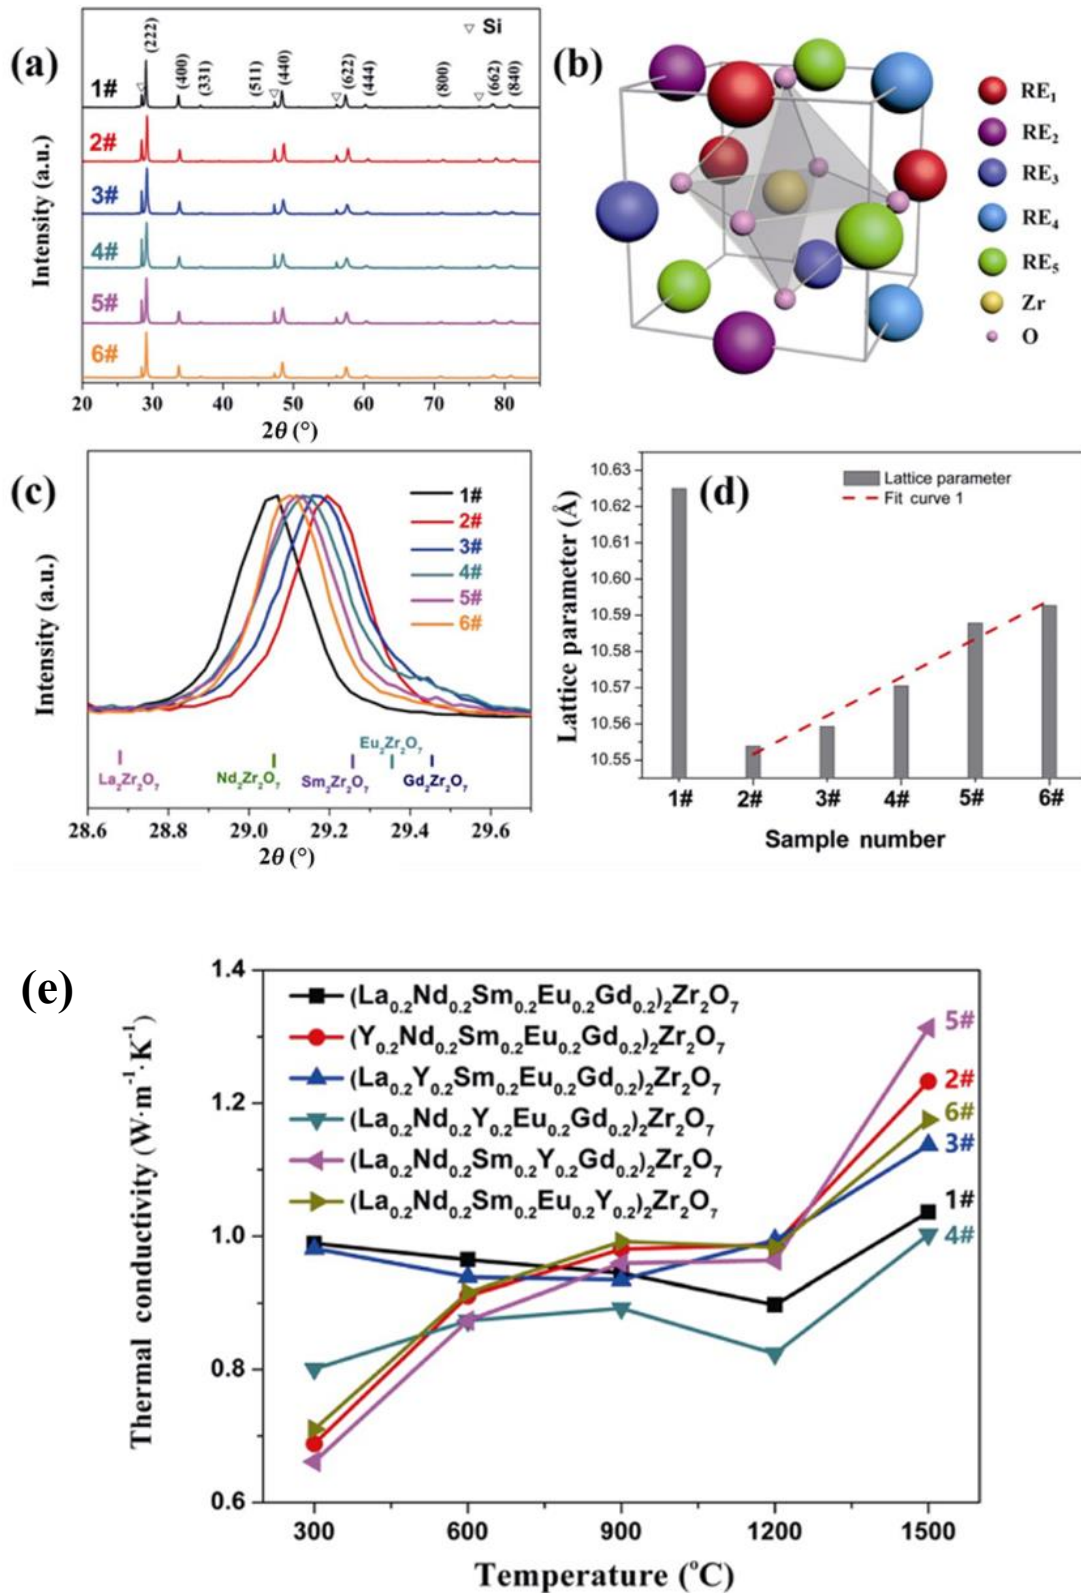 (a)
Si
(222)
(400)
(331)
(511)
(440)
(622)
(444)
(800)
(662)
(840)
1#
2#
3#
4#
5#
6#
Intensity (a.u.)
20 30 40 50 60 70 80
2θ (°)
(b)
RE₁
RE₂
RE₃
RE₄
RE₅
Zr
O
(c)
1#
2#
3#
4#
5#
6#
Intensity (a.u.)
La₂Zr₂O₇
Nd₂Zr₂O₇
Sm₂Zr₂O₇
Eu₂Zr₂O₇
Gd₂Zr₂O₇
28.6 28.8 29.0 29.2 29.4 29.6
2θ (°)
(d)
Lattice parameter
Fit curve 1
Lattice parameter (Å)
10.63
10.62
10.61
10.60
10.59
10.57
10.56
10.55
1# 2# 3# 4# 5# 6#
Sample number
(e)
(La₀.₂Nd₀.₂Sm₀.₂Eu₀.₂Gd₀.₂)₂Zr₂O₇
(Y₀.₂Nd₀.₂Sm₀.₂Eu₀.₂Gd₀.₂)₂Zr₂O₇
(La₀.₂Y₀.₂Sm₀.₂Eu₀.₂Gd₀.₂)₂Zr₂O₇
(La₀.₂Nd₀.₂Y₀.₂Eu₀.₂Gd₀.₂)₂Zr₂O₇
(La₀.₂Nd₀.₂Sm₀.₂Y₀.₂Gd₀.₂)₂Zr₂O₇
(La₀.₂Nd₀.₂Sm₀.₂Eu₀.₂Y₀.₂)₂Zr₂O₇
5#
2#
6#
3#
1#
4#
Thermal conductivity (W·m⁻¹·K⁻¹)
1.4
1.2
1.0
0.8
0.6
300 600 900 1200 1500
Temperature (°C)